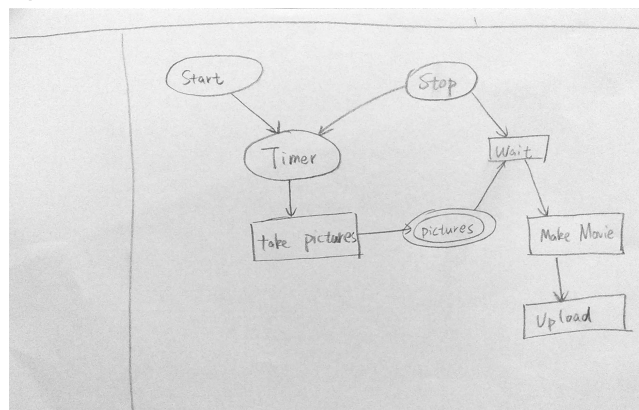 Start
Stop
Timer
Wait
take pictures
pictures
Make Movie
Upload